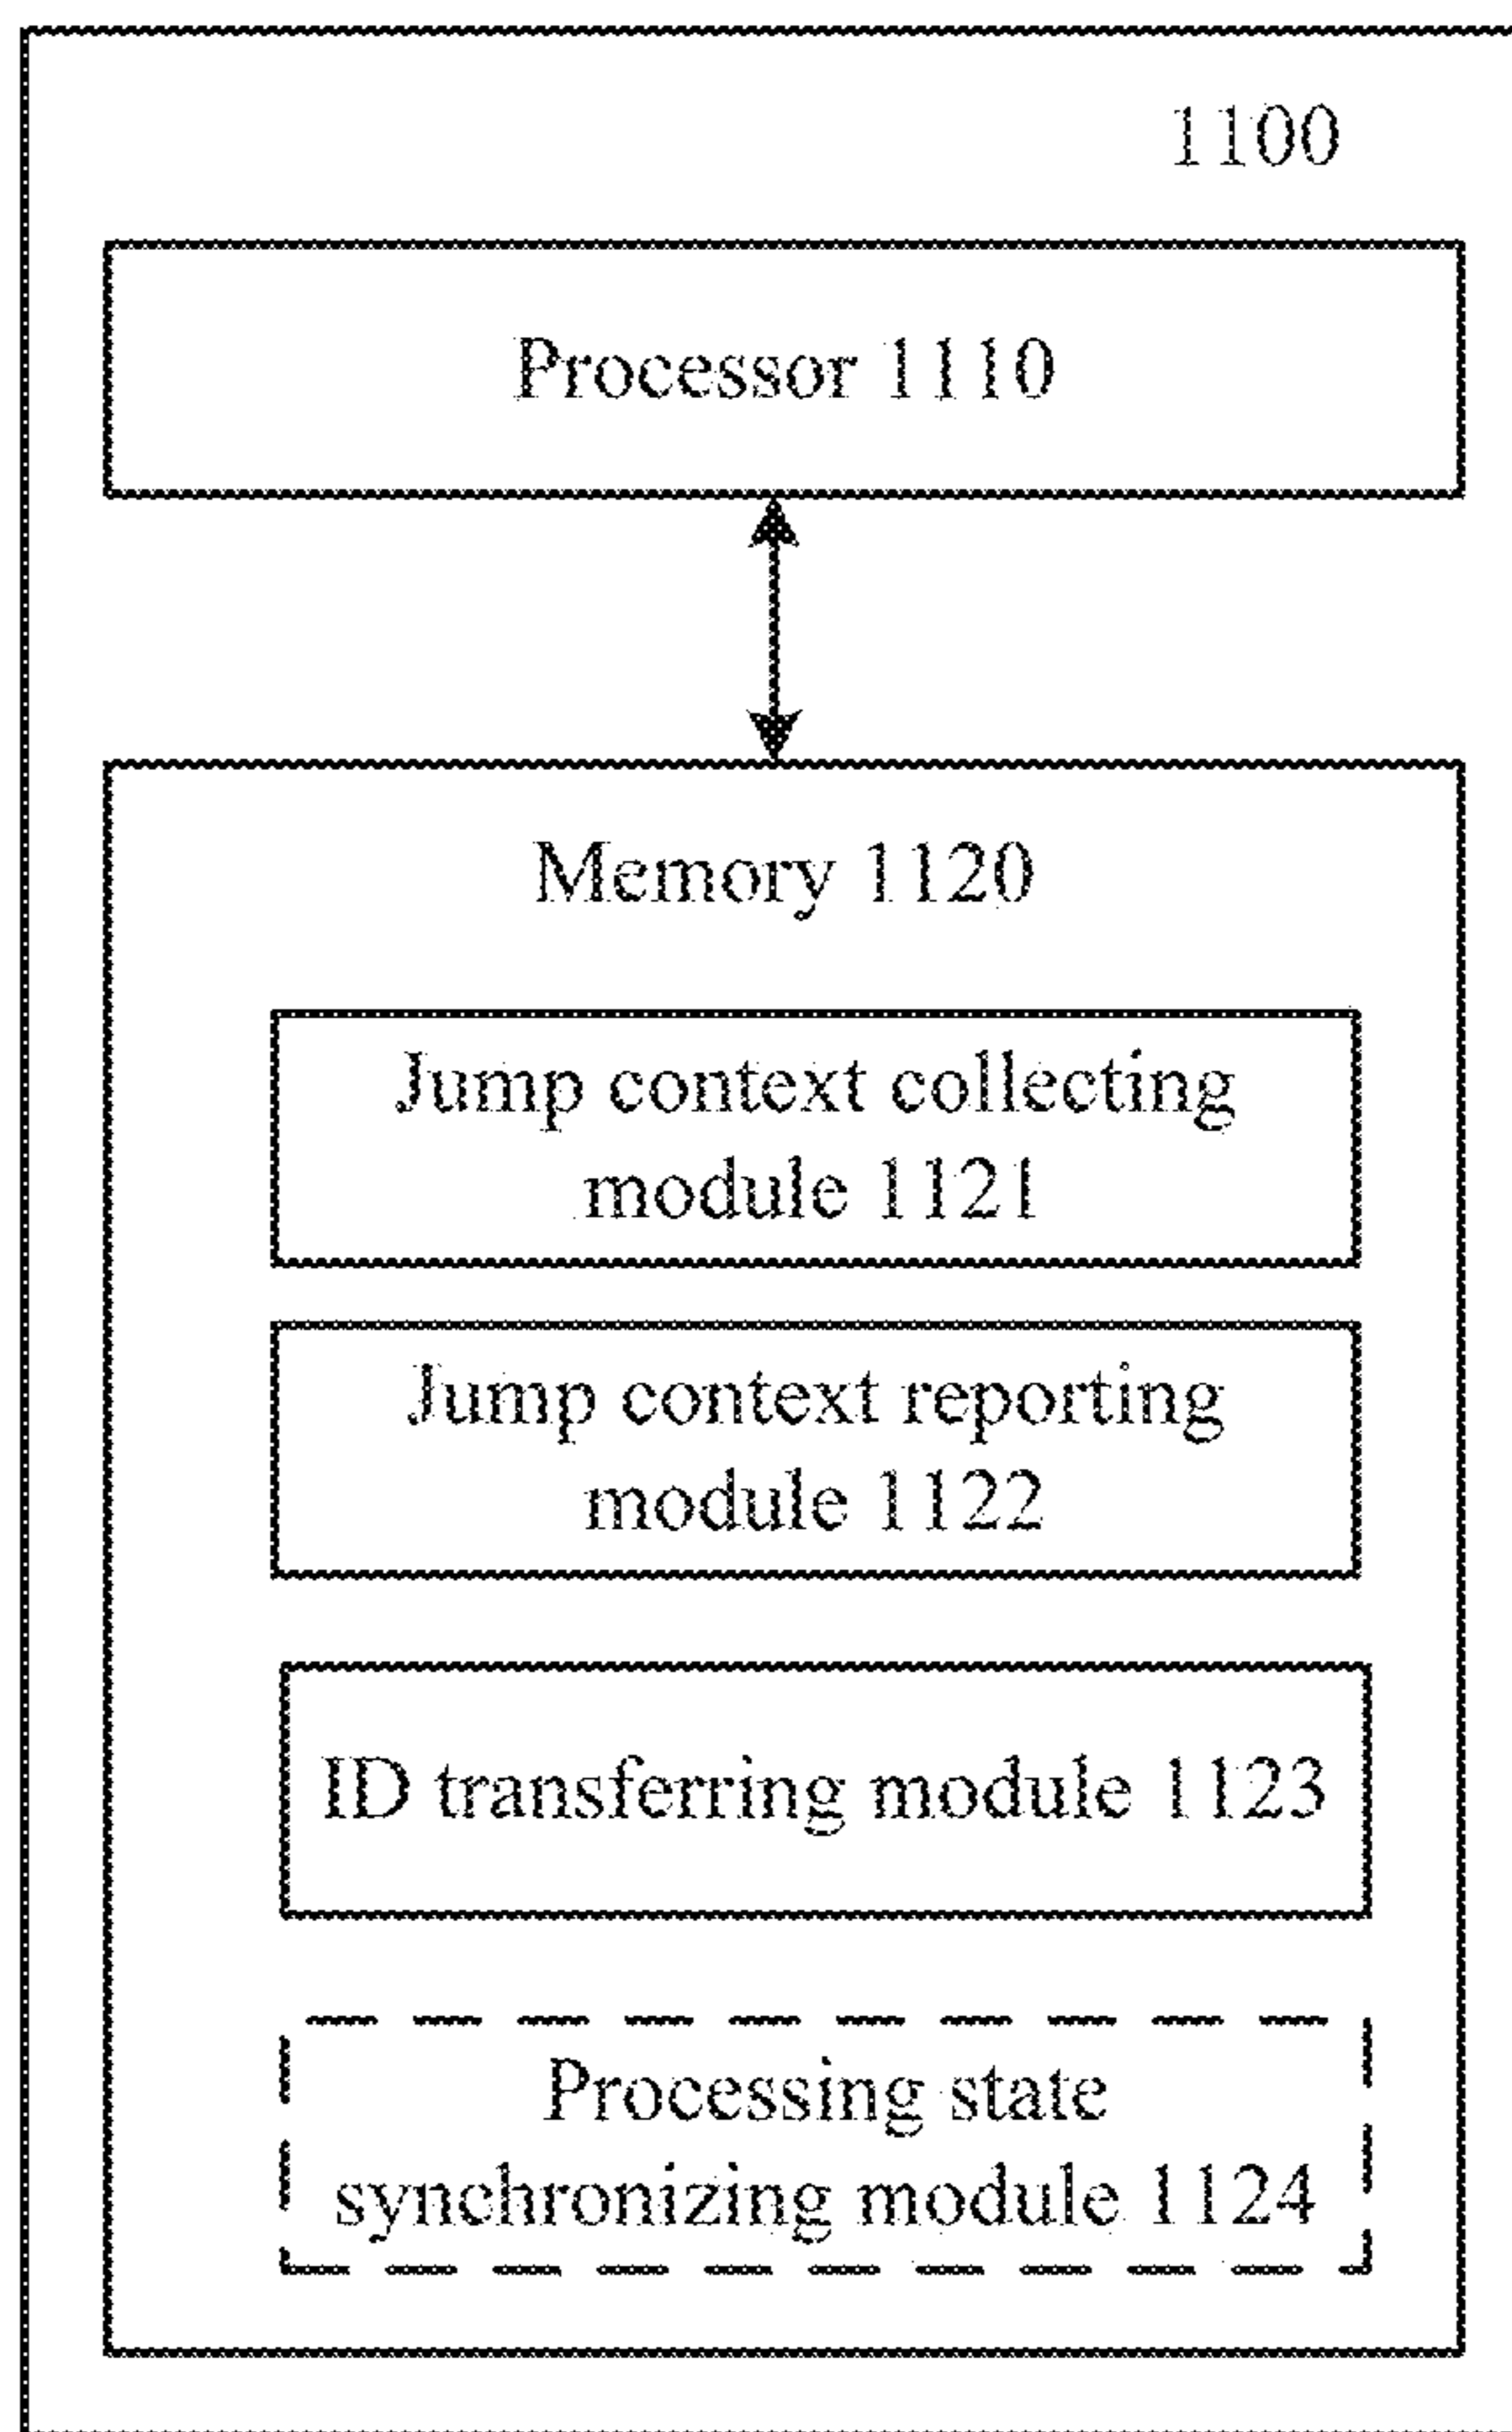 1100
Processor 1110
Memory 1120
Jump context collecting
module 1121
Jump context reporting
module 1122
ID transferring module 1123
Processing state
synchronizing module 1124